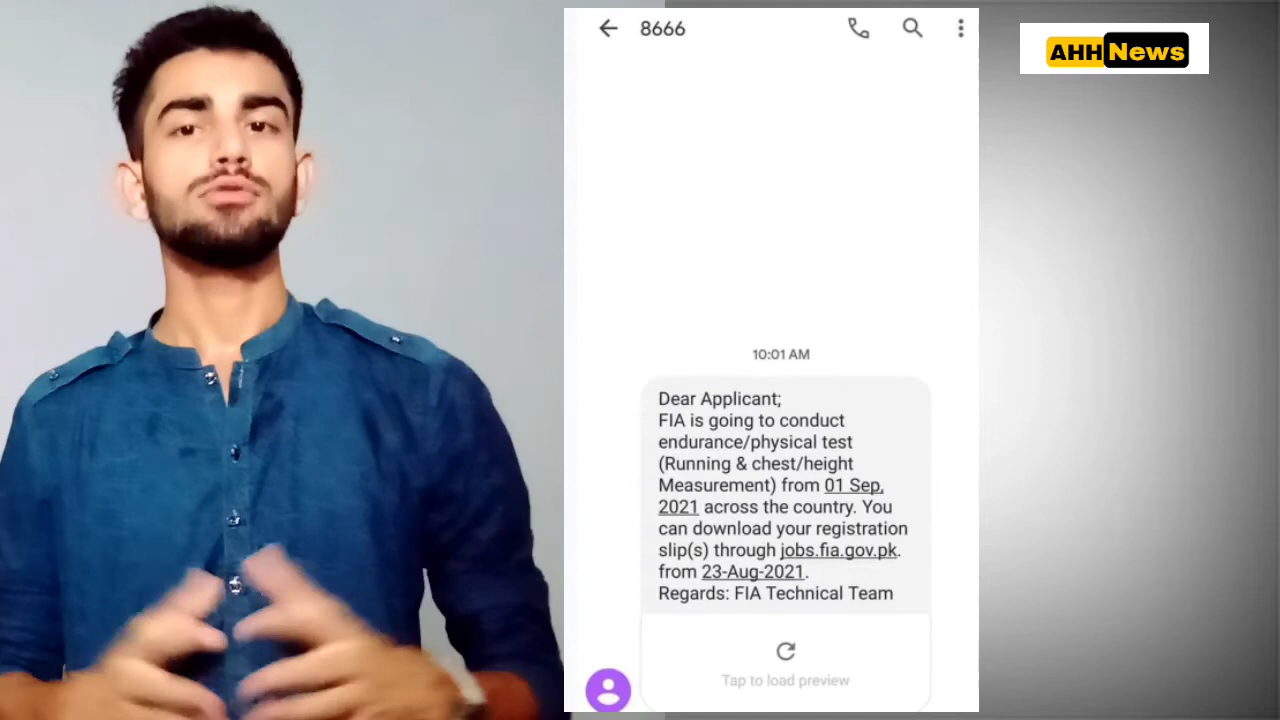 8666
AHH News
10:01 AM
Dear Applicant;
FIA is going to conduct
endurance/physical test
(Running & chest/height
Measurement) from 01 Sep,
2021 across the country. You
can download your registration
slip(s) through jobs.fia.gov.pk.
from 23-Aug-2021.
Regards: FIA Technical Team
Tap to load preview